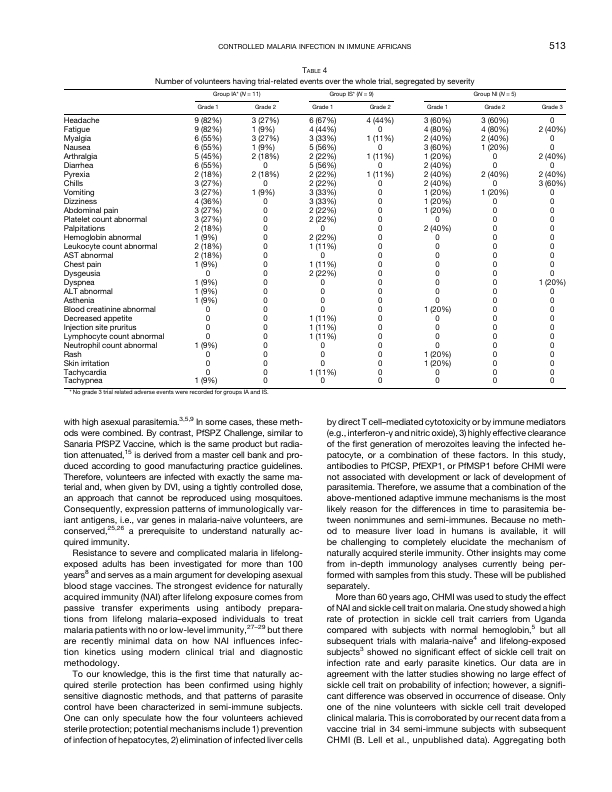 CONTROLLED MALARIA INFECTION IN IMMUNE AFRICANS 513
TABLE 4
Number of volunteers having trial-related events over the whole trial, segregated by severity
Group IA* (N = 11) Group IS* (N = 9) Group NI (N = 5)
Grade 1 Grade 2 Grade 1 Grade 2 Grade 1 Grade 2 Grade 3
Headache 9 (82%) 3 (27%) 6 (67%) 4 (44%) 3 (60%) 3 (60%) 0
Fatigue 9 (82%) 1 (9%) 4 (44%) 0 4 (80%) 4 (80%) 2 (40%)
Myalgia 6 (55%) 3 (27%) 3 (33%) 1 (11%) 2 (40%) 2 (40%) 0
Nausea 6 (55%) 1 (9%) 5 (56%) 0 3 (60%) 1 (20%) 0
Arthralgia 5 (45%) 2 (18%) 2 (22%) 1 (11%) 1 (20%) 0 2 (40%)
Diarrhea 6 (55%) 0 5 (56%) 0 2 (40%) 0 0
Pyrexia 2 (18%) 2 (18%) 2 (22%) 1 (11%) 2 (40%) 2 (40%) 2 (40%)
Chills 3 (27%) 0 2 (22%) 0 2 (40%) 0 3 (60%)
Vomiting 3 (27%) 1 (9%) 3 (33%) 0 1 (20%) 1 (20%) 0
Dizziness 4 (36%) 0 3 (33%) 0 1 (20%) 0 0
Abdominal pain 3 (27%) 0 2 (22%) 0 1 (20%) 0 0
Platelet count abnormal 3 (27%) 0 2 (22%) 0 0 0 0
Palpitations 2 (18%) 0 0 0 2 (40%) 0 0
Hemoglobin abnormal 1 (9%) 0 2 (22%) 0 0 0 0
Leukocyte count abnormal 2 (18%) 0 1 (11%) 0 0 0 0
AST abnormal 2 (18%) 0 0 0 0 0 0
Chest pain 1 (9%) 0 1 (11%) 0 0 0 0
Dysgeusia 0 0 2 (22%) 0 0 0 0
Dyspnea 1 (9%) 0 0 0 0 0 1 (20%)
ALT abnormal 1 (9%) 0 0 0 0 0 0
Asthenia 1 (9%) 0 0 0 0 0 0
Blood creatinine abnormal 0 0 0 0 1 (20%) 0 0
Decreased appetite 0 0 1 (11%) 0 0 0 0
Injection site pruritus 0 0 1 (11%) 0 0 0 0
Lymphocyte count abnormal 0 0 1 (11%) 0 0 0 0
Neutrophil count abnormal 1 (9%) 0 0 0 0 0 0
Rash 0 0 0 0 1 (20%) 0 0
Skin irritation 0 0 0 0 1 (20%) 0 0
Tachycardia 0 0 1 (11%) 0 0 0 0
Tachypnea 1 (9%) 0 0 0 0 0 0
* No grade 3 trial related adverse events were recorded for groups IA and IS.
with high asexual parasitemia.3,5,9 In some cases, these meth-
ods were combined. By contrast, PfSPZ Challenge, similar to
Sanaria PfSPZ Vaccine, which is the same product but radia-
tion attenuated,15 is derived from a master cell bank and pro-
duced according to good manufacturing practice guidelines.
Therefore, volunteers are infected with exactly the same ma-
terial and, when given by DVI, using a tightly controlled dose,
an approach that cannot be reproduced using mosquitoes.
Consequently, expression patterns of immunologically var-
iant antigens, i.e., var genes in malaria-naive volunteers, are
conserved,25,26 a prerequisite to understand naturally ac-
quired immunity.
Resistance to severe and complicated malaria in lifelong-
exposed adults has been investigated for more than 100
years8 and serves as a main argument for developing asexual
blood stage vaccines. The strongest evidence for naturally
acquired immunity (NAI) after lifelong exposure comes from
passive transfer experiments using antibody prepara-
tions from lifelong malaria–exposed individuals to treat
malaria patients with no or low-level immunity,27–29 but there
are recently minimal data on how NAI influences infec-
tion kinetics using modern clinical trial and diagnostic
methodology.
To our knowledge, this is the first time that naturally ac-
quired sterile protection has been confirmed using highly
sensitive diagnostic methods, and that patterns of parasite
control have been characterized in semi-immune subjects.
One can only speculate how the four volunteers achieved
sterile protection; potential mechanisms include 1) prevention
of infection of hepatocytes, 2) elimination of infected liver cells
by direct T cell–mediated cytotoxicity or by immune mediators
(e.g., interferon-γ and nitric oxide), 3) highly effective clearance
of the first generation of merozoites leaving the infected he-
patocyte, or a combination of these factors. In this study,
antibodies to PfCSP, PfEXP1, or PfMSP1 before CHMI were
not associated with development or lack of development of
parasitemia. Therefore, we assume that a combination of the
above-mentioned adaptive immune mechanisms is the most
likely reason for the differences in time to parasitemia be-
tween nonimmunes and semi-immunes. Because no meth-
od to measure liver load in humans is available, it will
be challenging to completely elucidate the mechanism of
naturally acquired sterile immunity. Other insights may come
from in-depth immunology analyses currently being per-
formed with samples from this study. These will be published
separately.
More than 60 years ago, CHMI was used to study the effect
of NAI and sickle cell trait on malaria. One study showed a high
rate of protection in sickle cell trait carriers from Uganda
compared with subjects with normal hemoglobin,5 but all
subsequent trials with malaria-naive4 and lifelong-exposed
subjects3 showed no significant effect of sickle cell trait on
infection rate and early parasite kinetics. Our data are in
agreement with the latter studies showing no large effect of
sickle cell trait on probability of infection; however, a signifi-
cant difference was observed in occurrence of disease. Only
one of the nine volunteers with sickle cell trait developed
clinical malaria. This is corroborated by our recent data from a
vaccine trial in 34 semi-immune subjects with subsequent
CHMI (B. Lell et al., unpublished data). Aggregating both